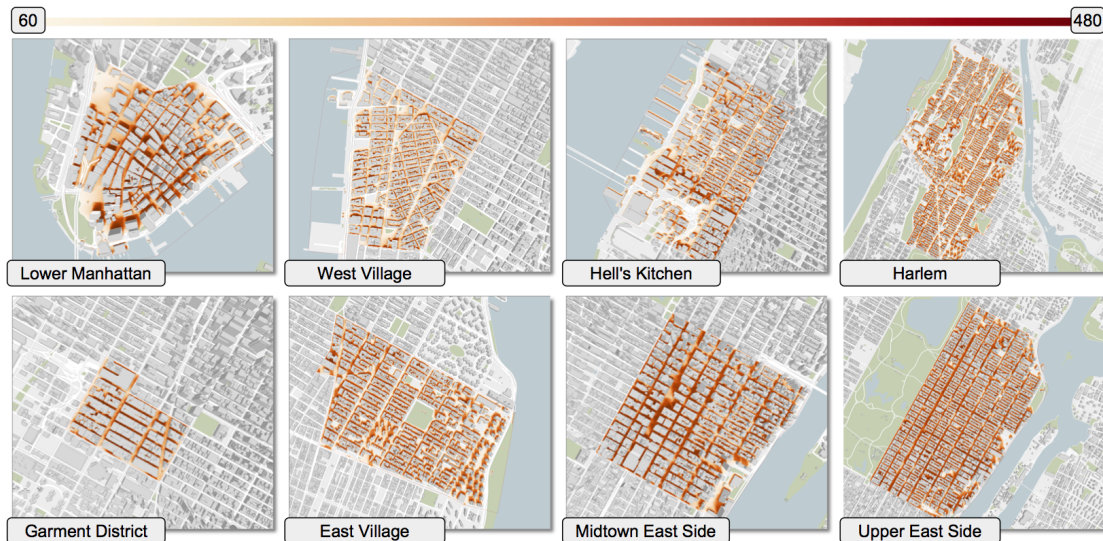 60
480
Lower Manhattan
West Village
Hell's Kitchen
Harlem
Garment District
East Village
Midtown East Side
Upper East Side